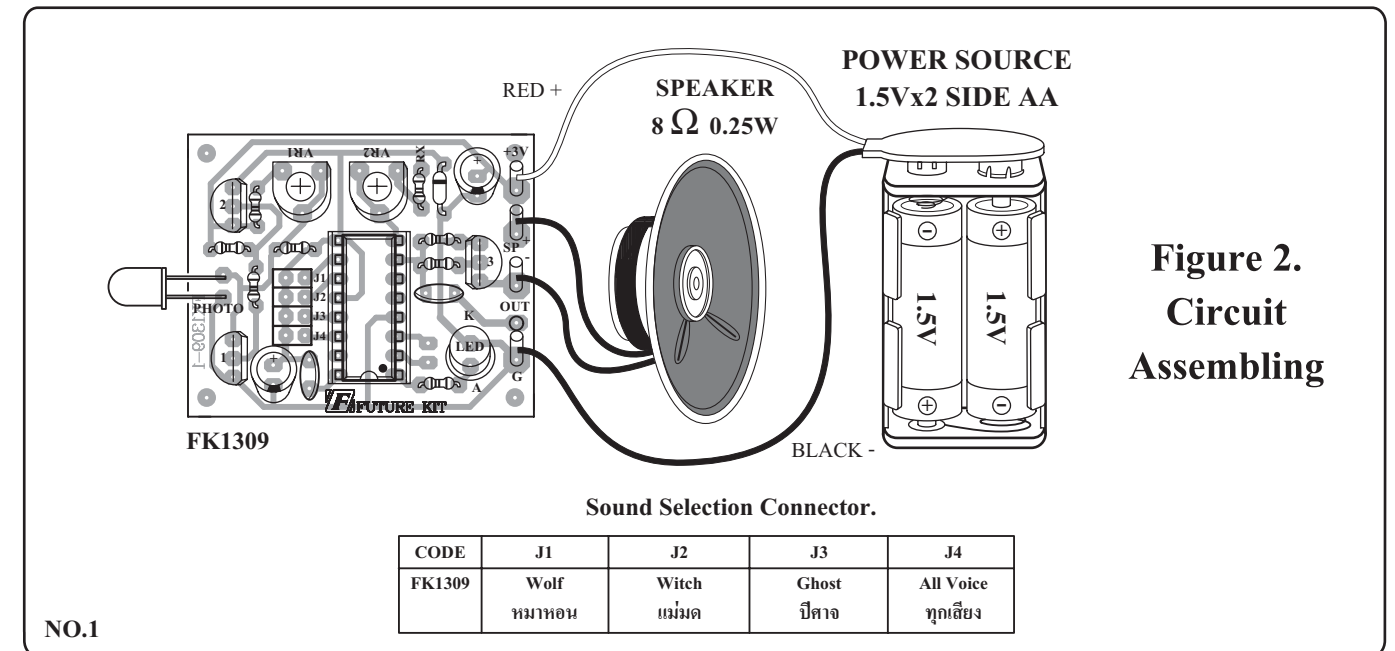 POWER SOURCE
1.5Vx2 SIDE AA
RED +
SPEAKER
8 Ω 0.25W
VR1
VR2
RX
+
+3V
2
3
SP
+
-
J1
J2
J3
J4
PHOTO
OUT
K
LED
A
G
1
+
1309-1
FUTURE KIT
FK1309
BLACK -
1.5V
1.5V
Figure 2.
Circuit
Assembling
Sound Selection Connector.
CODE J1 J2 J3 J4
FK1309 Wolf Witch Ghost All Voice
หมาหอน แม่มด ปีศาจ ทุกเสียง
NO.1